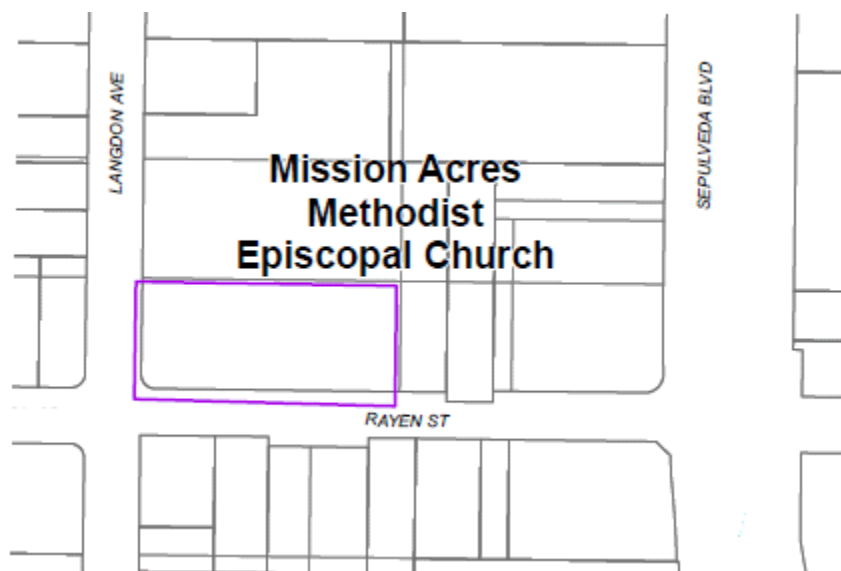 LANGDON AVE
SEPULVEDA BLVD
Mission Acres
Methodist
Episcopal Church
RAYEN ST